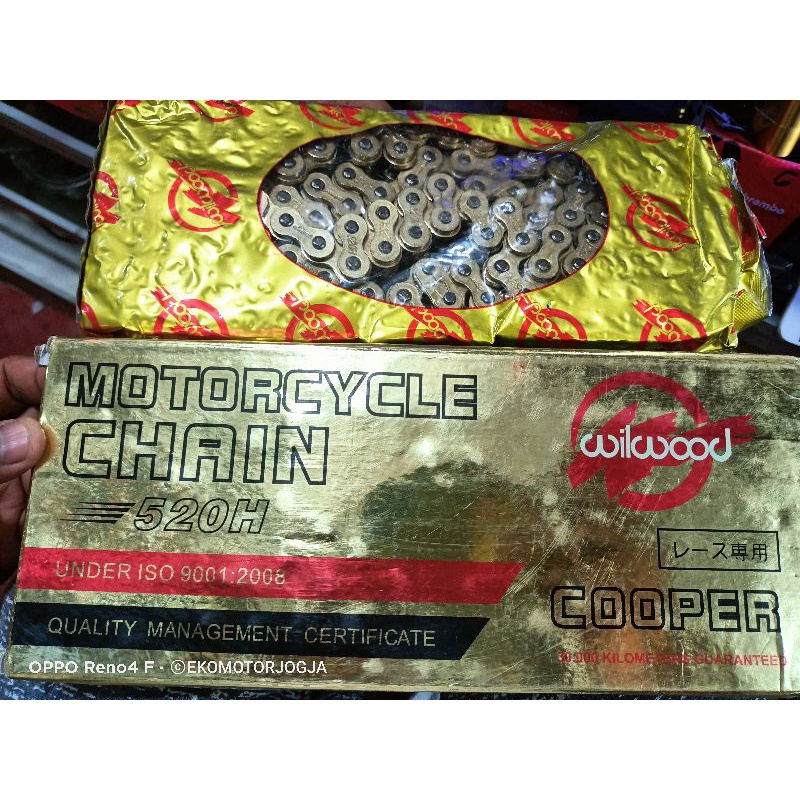 brembo
MOTORCYCLE
CHAIN
520H
wilwood
UNDER ISO 9001:2008
レース専用
COOPER
QUALITY MANAGEMENT CERTIFICATE
KILOMETERS GUARANTEED
OPPO Reno4 F · ©EKOMOTORJOGJA